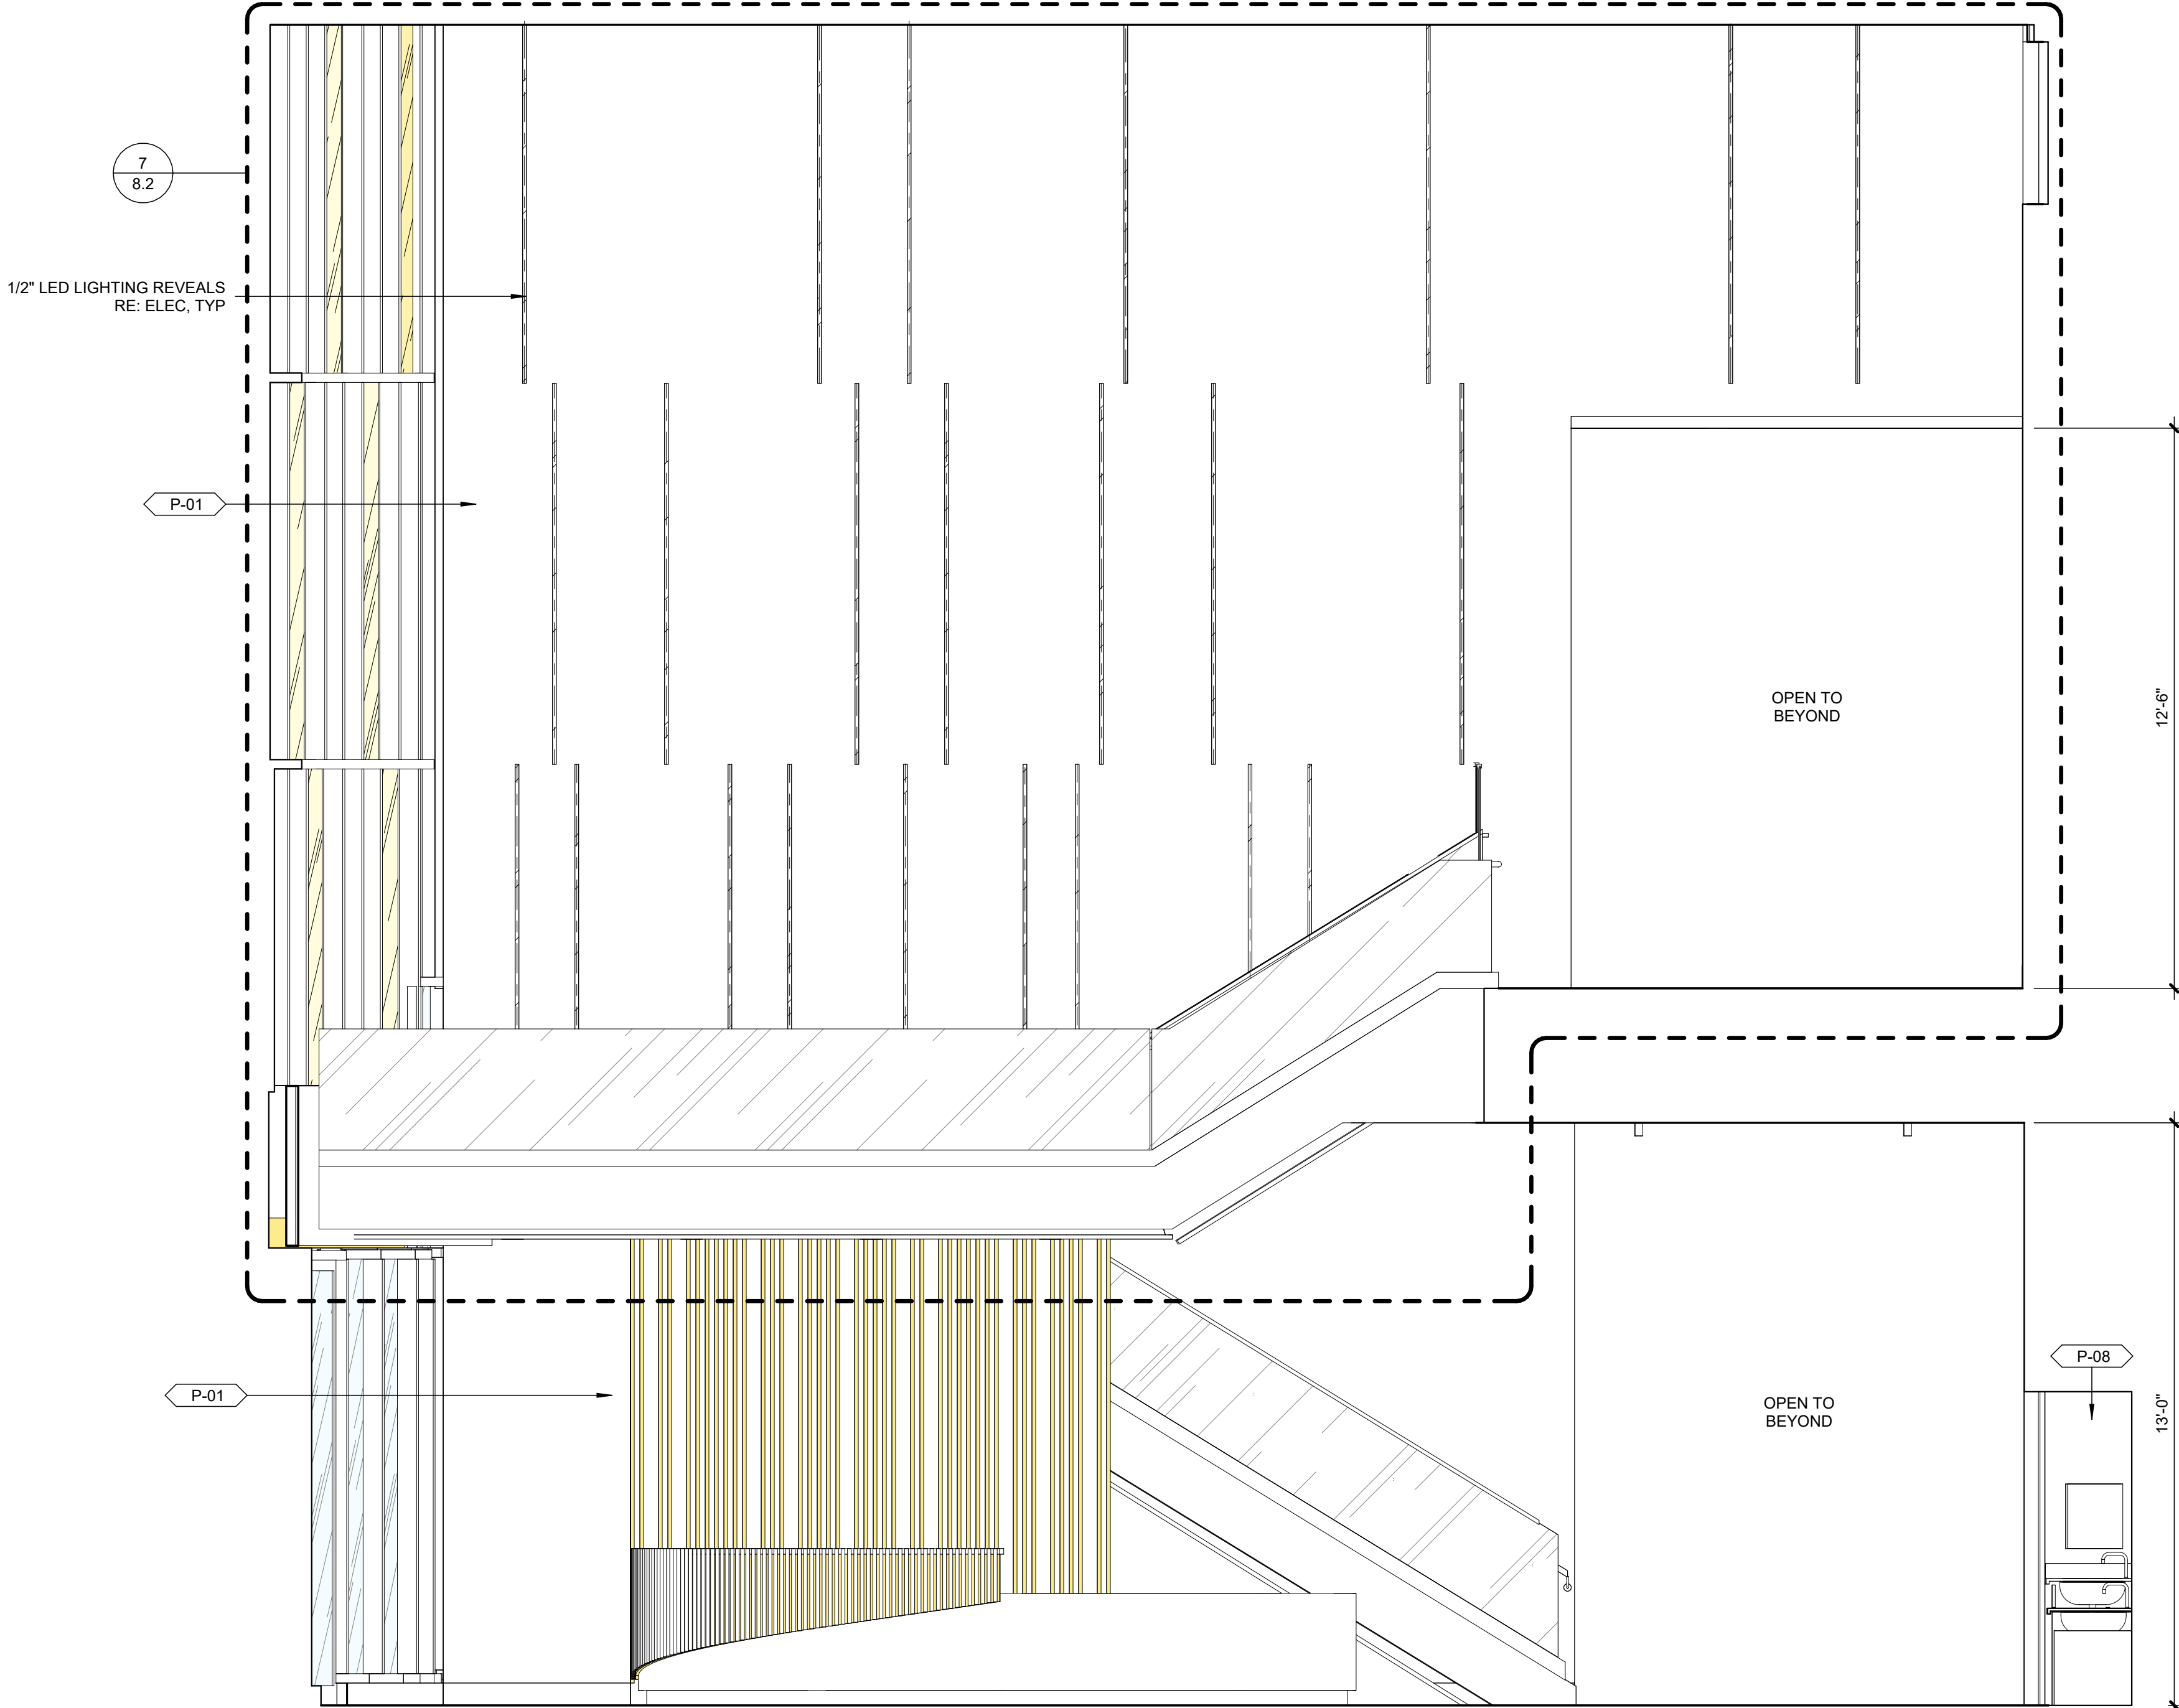 7
8.2
1/2" LED LIGHTING REVEALS
RE: ELEC, TYP
P-01
OPEN TO
BEYOND
12'-6"
P-08
P-01
OPEN TO
BEYOND
13'-0"